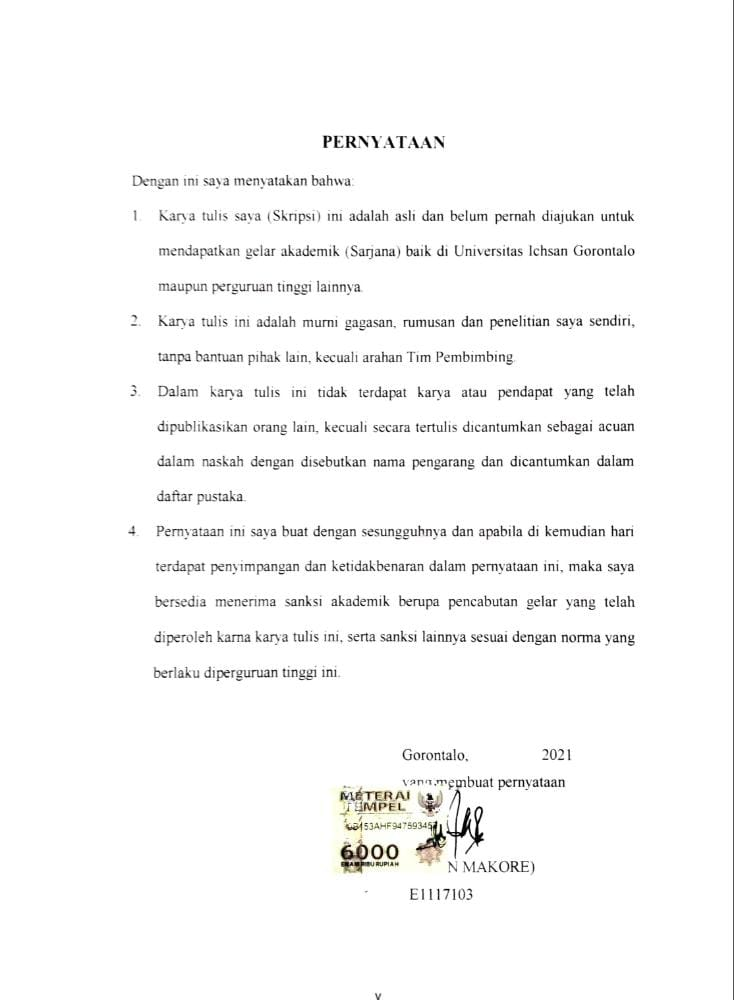 PERNYATAAN
Dengan ini saya menyatakan bahwa:
1. Karya tulis saya (Skripsi) ini adalah asli dan belum pernah diajukan untuk
mendapatkan gelar akademik (Sarjana) baik di Universitas Ichsan Gorontalo
maupun perguruan tinggi lainnya.
2. Karya tulis ini adalah murni gagasan, rumusan dan penelitian saya sendiri,
tanpa bantuan pihak lain, kecuali arahan Tim Pembimbing.
3. Dalam karya tulis ini tidak terdapat karya atau pendapat yang telah
dipublikasikan orang lain, kecuali secara tertulis dicantumkan sebagai acuan
dalam naskah dengan disebutkan nama pengarang dan dicantumkan dalam
daftar pustaka.
4. Pernyataan ini saya buat dengan sesungguhnya dan apabila di kemudian hari
terdapat penyimpangan dan ketidakbenaran dalam pernyataan ini, maka saya
bersedia menerima sanksi akademik berupa pencabutan gelar yang telah
diperoleh karna karya tulis ini, serta sanksi lainnya sesuai dengan norma yang
berlaku diperguruan tinggi ini.
Gorontalo, 2021
yang membuat pernyataan
METERAI
TEMPEL
6000
ENAM RIBU RUPIAH
N MAKORE)
E1117103
v